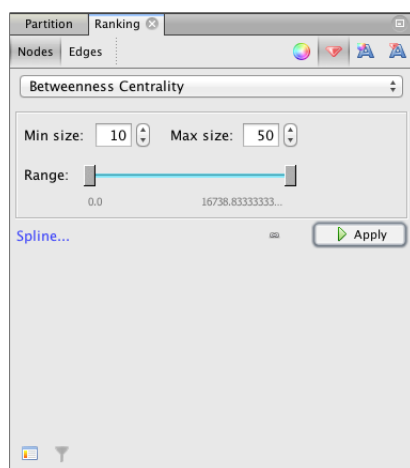 Partition Ranking
Nodes Edges
Betweenness Centrality
Min size: 10 Max size: 50
Range:
0.0 16738.83333333...
Spline... Apply